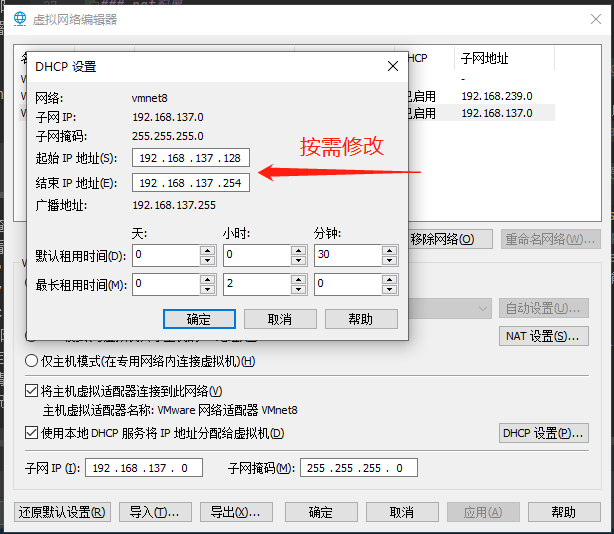 虚拟网络编辑器
DHCP 设置
网络: vmnet8
子网 IP: 192.168.137.0
子网掩码: 255.255.255.0
起始 IP 地址(S): 192 .168 .137 .128
结束 IP 地址(E): 192 .168 .137 .254
广播地址: 192.168.137.255
天: 小时: 分钟:
默认租用时间(D): 0 0 30
最长租用时间(M): 0 2 0
确定 取消 帮助
按需修改
HCP 子网地址
-
已启用 192.168.239.0
已启用 192.168.137.0
移除网络(O) 重命名网络(W)...
自动设置(U)...
NAT 设置(S)...
仅主机模式(在专用网络内连接虚拟机)(H)
将主机虚拟适配器连接到此网络(V)
主机虚拟适配器名称: VMware 网络适配器 VMnet8
使用本地 DHCP 服务将 IP 地址分配给虚拟机(D)
DHCP 设置(P)...
子网 IP (I): 192 .168 .137 . 0 子网掩码(M): 255 .255 .255 . 0
还原默认设置(R) 导入(T)... 导出(X)... 确定 取消 应用(A) 帮助